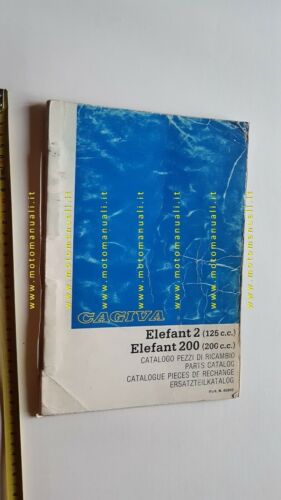 CAGIVA
Elefant 2 (125 c.c.)
Elefant 200 (206 c.c.)
CATALOGO PEZZI DI RICAMBIO
PARTS CATALOG
CATALOGUE PIECES DE RECHANGE
ERSATZTEILKATALOG
www.motomanuali.it
www.motomanuali.it
www.motomanuali.it
www.motomanuali.it
www.motomanuali.it